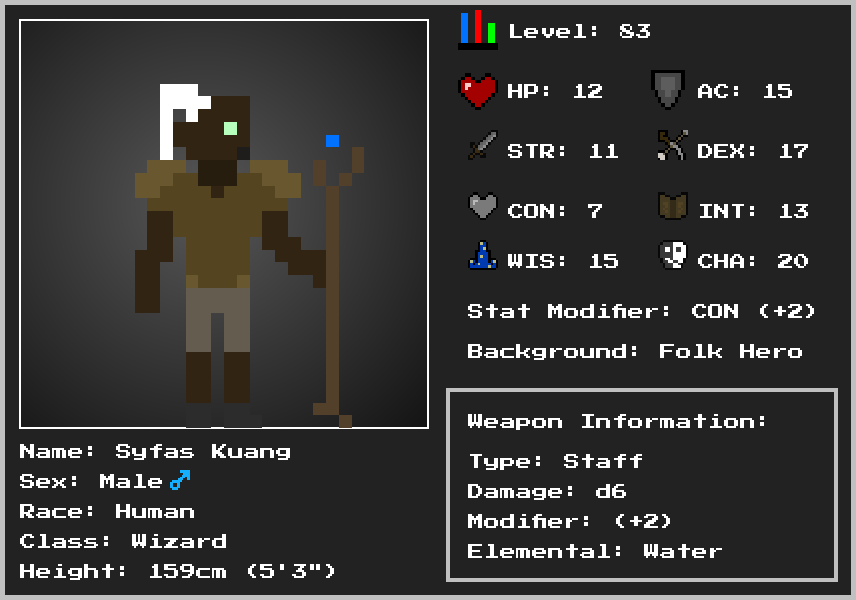 Level: 83
HP: 12 AC: 15
STR: 11 DEX: 17
CON: 7 INT: 13
WIS: 15 CHA: 20
Stat Modifier: CON (+2)
Background: Folk Hero
Weapon Information:
Type: Staff
Damage: d6
Modifier: (+2)
Elemental: Water
Name: Syfas Kuang
Sex: Male ♂
Race: Human
Class: Wizard
Height: 159cm (5'3")